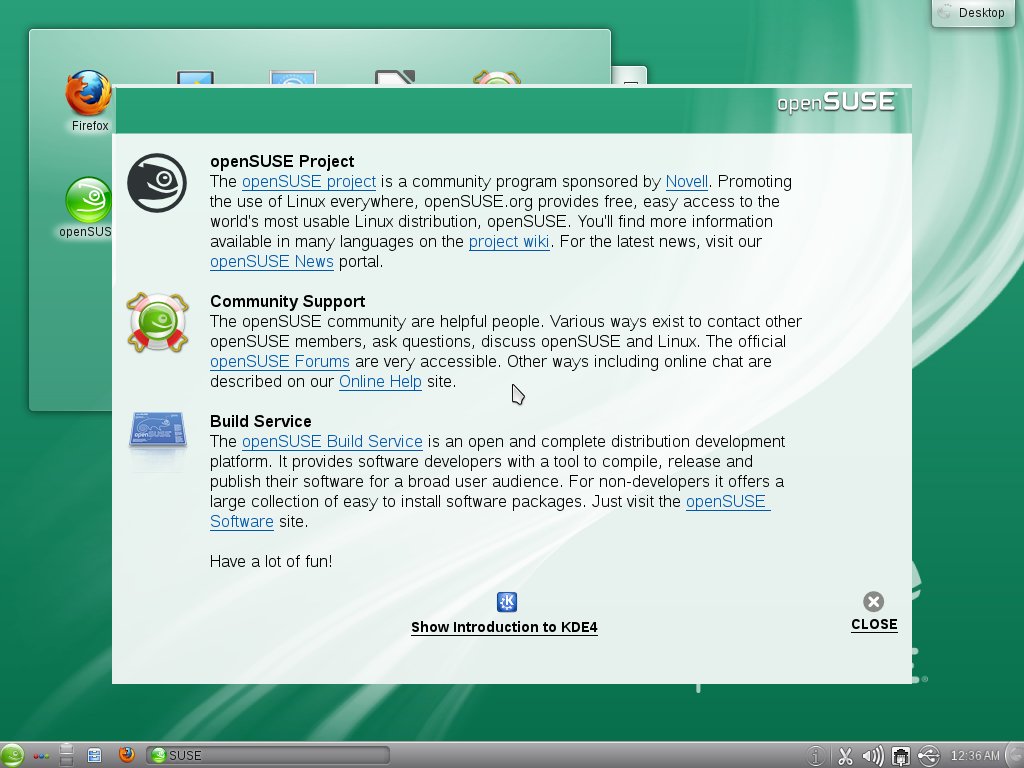 Desktop
Firefox
openSUS
openSUSE
openSUSE Project
The openSUSE project is a community program sponsored by Novell. Promoting
the use of Linux everywhere, openSUSE.org provides free, easy access to the
world's most usable Linux distribution, openSUSE. You'll find more information
available in many languages on the project wiki. For the latest news, visit our
openSUSE News portal.
Community Support
The openSUSE community are helpful people. Various ways exist to contact other
openSUSE members, ask questions, discuss openSUSE and Linux. The official
openSUSE Forums are very accessible. Other ways including online chat are
described on our Online Help site.
openSUSE
Build Service
The openSUSE Build Service is an open and complete distribution development
platform. It provides software developers with a tool to compile, release and
publish their software for a broad user audience. For non-developers it offers a
large collection of easy to install software packages. Just visit the openSUSE
Software site.
Have a lot of fun!
Show Introduction to KDE4
CLOSE
SUSE
12:36 AM